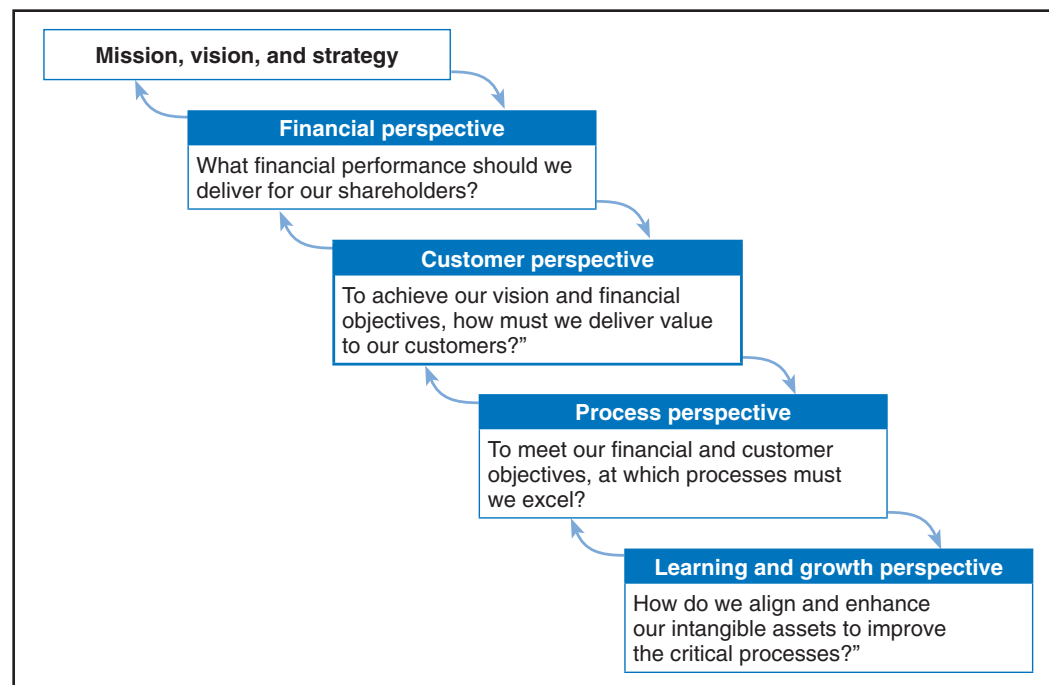 Mission, vision, and strategy
Financial perspective
What financial performance should we
deliver for our shareholders?
Customer perspective
To achieve our vision and financial
objectives, how must we deliver value
to our customers?”
Process perspective
To meet our financial and customer
objectives, at which processes must
we excel?
Learning and growth perspective
How do we align and enhance
our intangible assets to improve
the critical processes?”